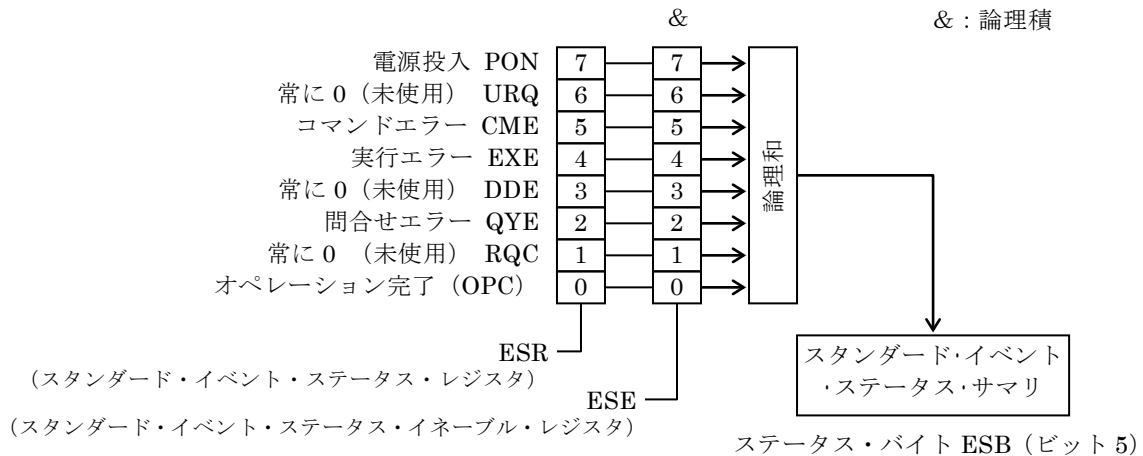 &
&：論理積
電源投入 PON 7 7
常に 0（未使用） URQ 6 6
コマンドエラー CME 5 5
実行エラー EXE 4 4
常に 0（未使用） DDE 3 3
問合せエラー QYE 2 2
常に 0 （未使用） RQC 1 1
オペレーション完了（OPC） 0 0
論理和
ESR
（スタンダード・イベント・ステータス・レジスタ）
ESE
（スタンダード・イベント・ステータス・イネーブル・レジスタ）
スタンダード・イベント
・ステータス・サマリ
ステータス・バイト ESB（ビット 5）